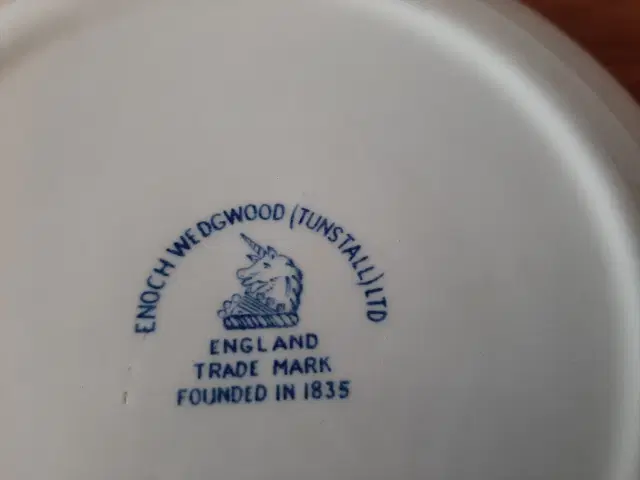 ENOCH WEDGWOOD (TUNSTALL) LTD
ENGLAND
TRADE MARK
FOUNDED IN 1835